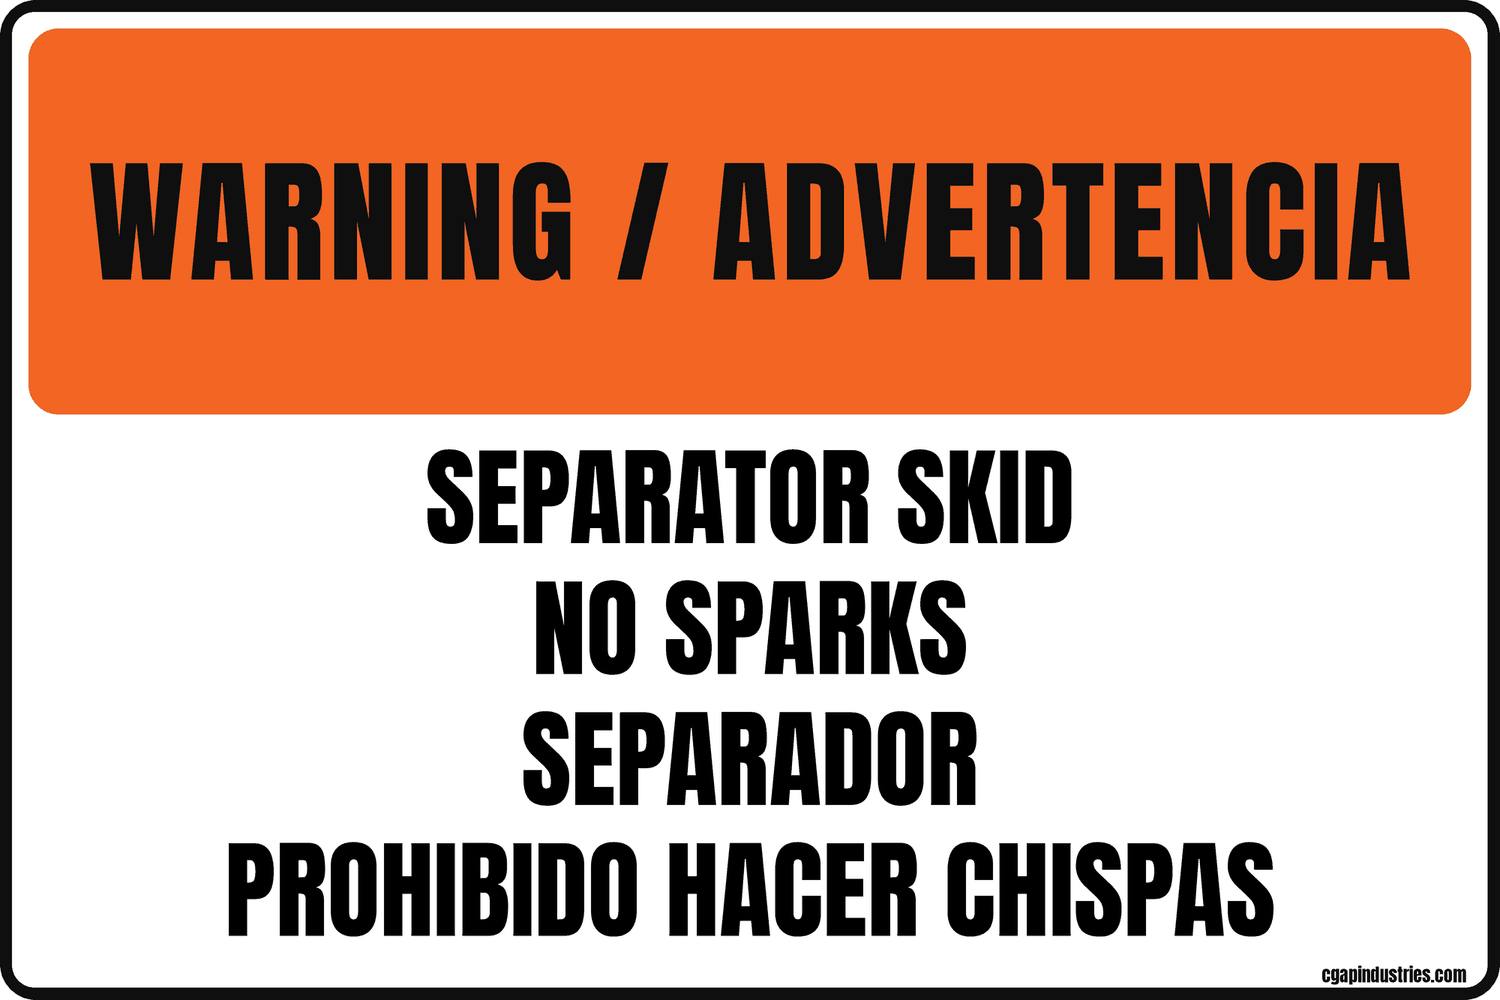 WARNING / ADVERTENCIA
SEPARATOR SKID
NO SPARKS
SEPARADOR
PROHIBIDO HACER CHISPAS
cgapindustries.com